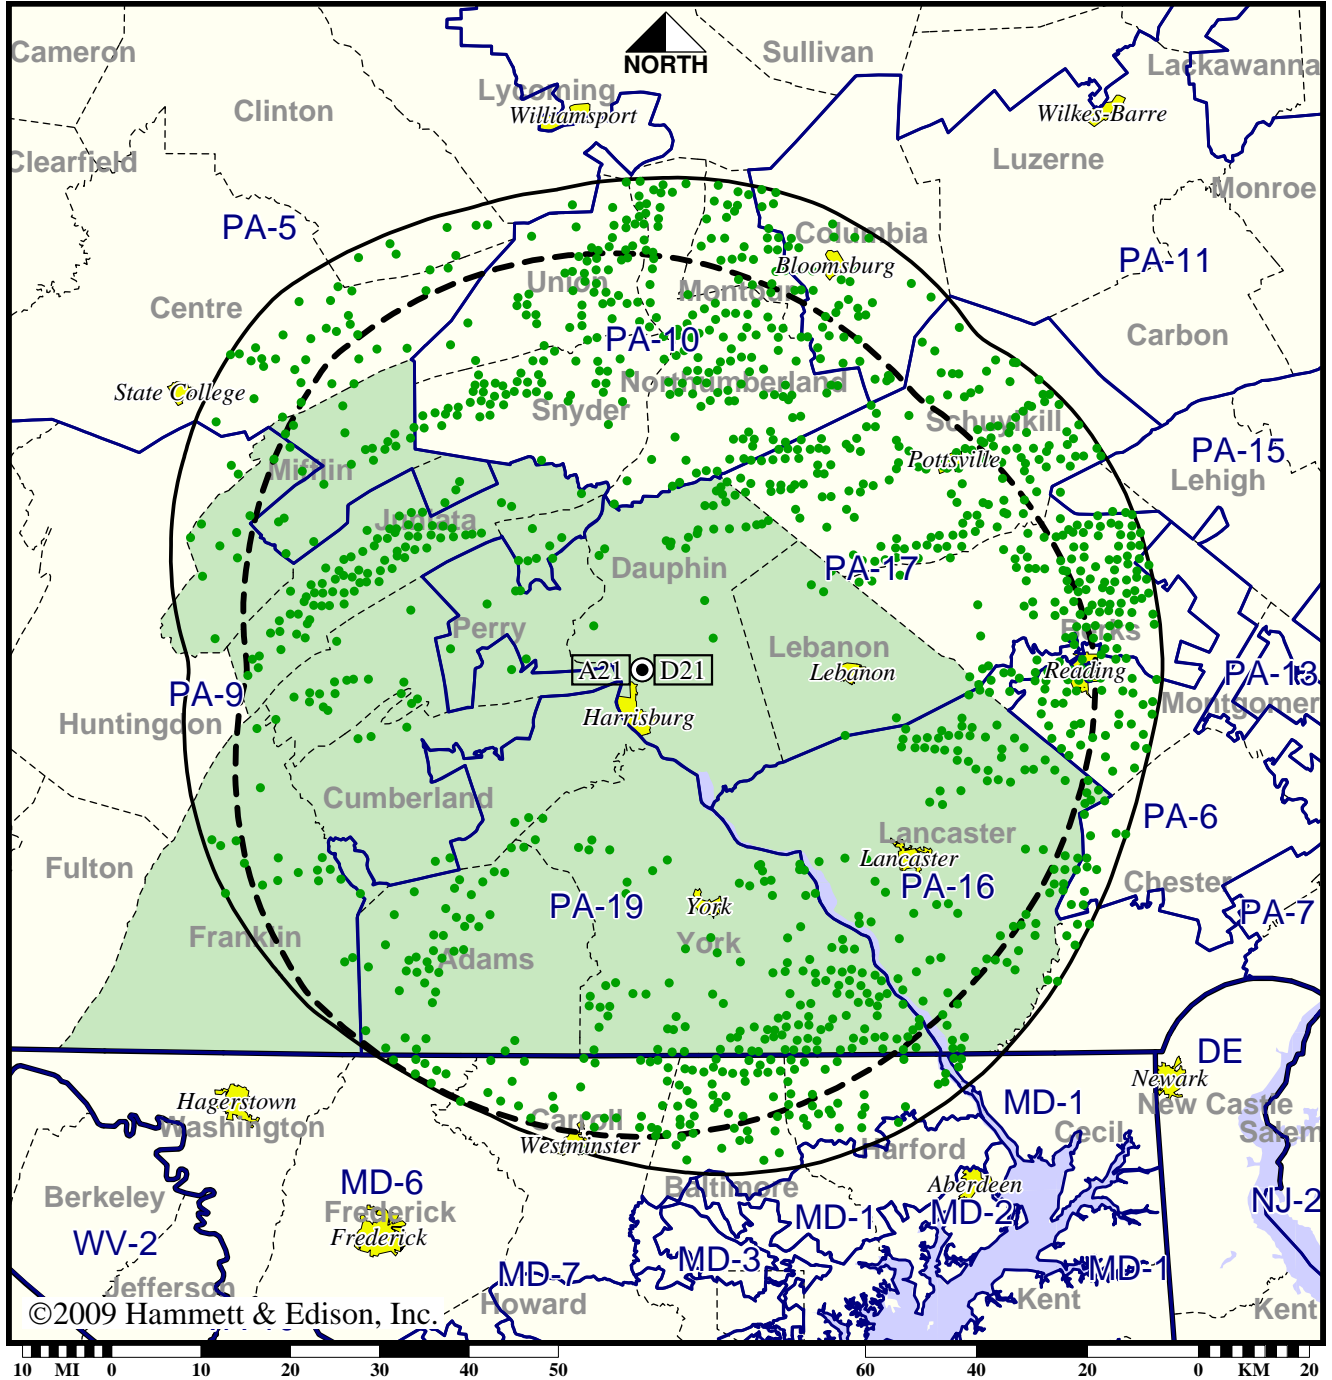 Cameron
Sullivan
Lackawanna
NORTH
Lycoming
Clinton
Williamsport
Wilkes-Barre
Clearfield
Luzerne
Monroe
PA-5
Columbia
Bloomsburg
PA-11
Union
Montour
Centre
PA-10
Carbon
State College
Northumberland
Snyder
Schuylkill
PA-15
Pottsville
Mifflin
Lehigh
Juniata
Dauphin
PA-17
Perry
Berks
Lebanon
A21
D21
Lebanon
Reading
PA-13
PA-9
Montgomer
Huntingdon
Harrisburg
Cumberland
PA-6
Lancaster
Lancaster
Fulton
PA-16
Chester
PA-19
York
PA-7
Franklin
York
Adams
DE
Newark
Hagerstown
MD-1
New Castle
Washington
Carroll
Cecil
Salem
Westminster
Harford
MD-6
Baltimore
Aberdeen
Berkeley
Frederick
MD-1
MD-2
NJ-2
Frederick
WV-2
MD-3
MD-7
MD-1
Jefferson
Howard
Kent
Kent
©2009 Hammett & Edison, Inc.
10 MI 0 10 20 30 40 50
60 40 20 0 KM 20